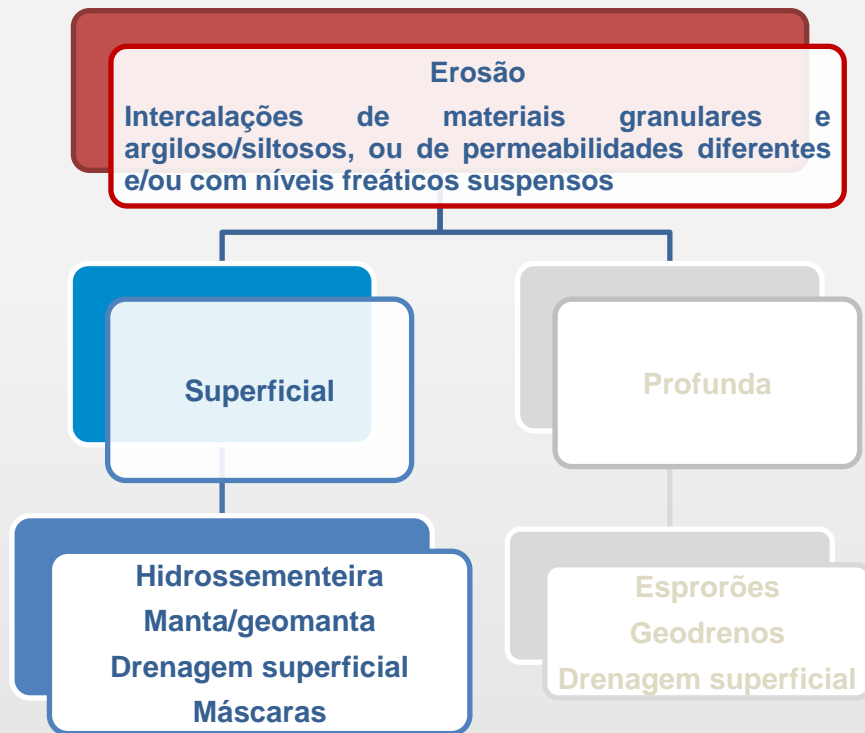 Erosão
Intercalações de materiais granulares e
argiloso/siltosos, ou de permeabilidades diferentes
e/ou com níveis freáticos suspensos
Superficial
Profunda
Hidrossementeira
Manta/geomanta
Drenagem superficial
Máscaras
Esprorões
Geodrenos
Drenagem superficial